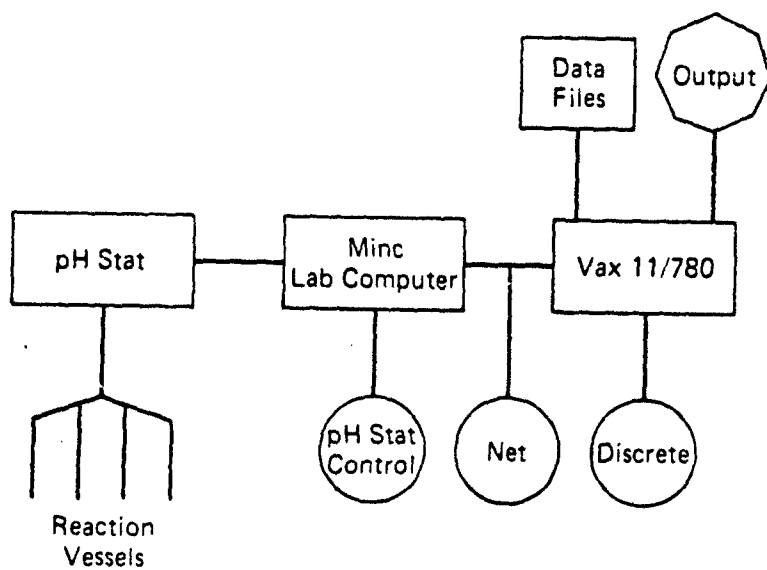 Data
Files
Output
pH Stat
Minc
Lab Computer
Vax 11/780
pH Stat
Control
Net
Discrete
Reaction
Vessels